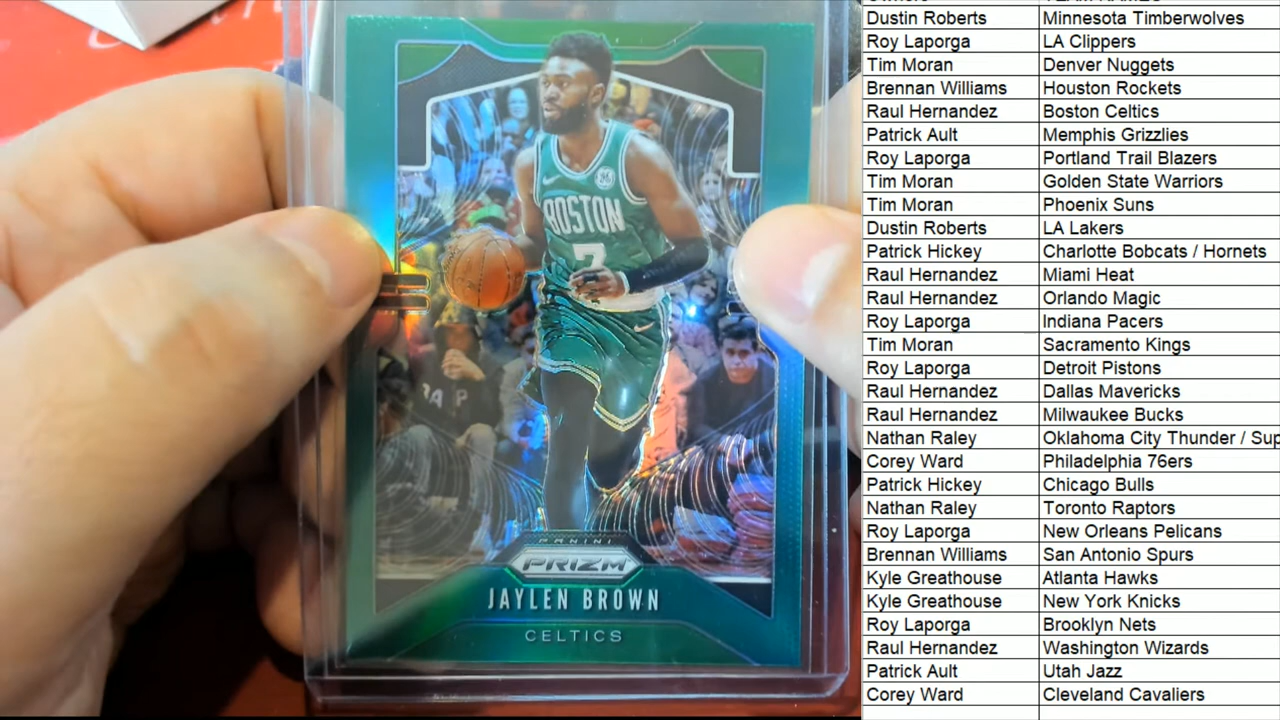 BOSTON
7
PANINI
PRIZM
JAYLEN BROWN
CELTICS
Dustin Roberts Minnesota Timberwolves
Roy Laporga LA Clippers
Tim Moran Denver Nuggets
Brennan Williams Houston Rockets
Raul Hernandez Boston Celtics
Patrick Ault Memphis Grizzlies
Roy Laporga Portland Trail Blazers
Tim Moran Golden State Warriors
Tim Moran Phoenix Suns
Dustin Roberts LA Lakers
Patrick Hickey Charlotte Bobcats / Hornets
Raul Hernandez Miami Heat
Raul Hernandez Orlando Magic
Roy Laporga Indiana Pacers
Tim Moran Sacramento Kings
Roy Laporga Detroit Pistons
Raul Hernandez Dallas Mavericks
Raul Hernandez Milwaukee Bucks
Nathan Raley Oklahoma City Thunder / Sup
Corey Ward Philadelphia 76ers
Patrick Hickey Chicago Bulls
Nathan Raley Toronto Raptors
Roy Laporga New Orleans Pelicans
Brennan Williams San Antonio Spurs
Kyle Greathouse Atlanta Hawks
Kyle Greathouse New York Knicks
Roy Laporga Brooklyn Nets
Raul Hernandez Washington Wizards
Patrick Ault Utah Jazz
Corey Ward Cleveland Cavaliers